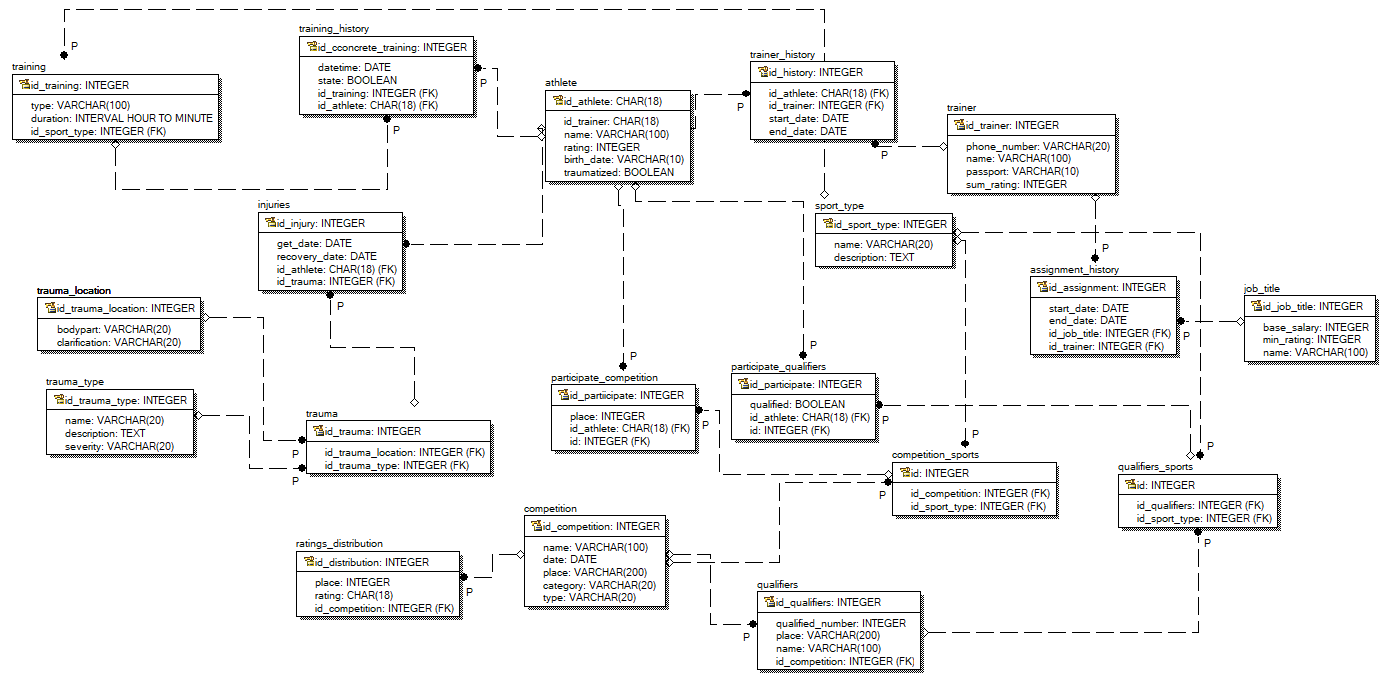 training_history
id_cconcrete_training: INTEGER
datetime: DATE
state: BOOLEAN
id_training: INTEGER (FK)
id_athlete: CHAR(18) (FK)
P
P
P
training
id_training: INTEGER
type: VARCHAR(100)
duration: INTERVAL HOUR TO MINUTE
id_sport_type: INTEGER (FK)
athlete
id_athlete: CHAR(18)
id_trainer: CHAR(18)
name: VARCHAR(100)
rating: INTEGER
birth_date: VARCHAR(10)
traumatized: BOOLEAN
trainer_history
id_history: INTEGER
id_athlete: CHAR(18) (FK)
id_trainer: INTEGER (FK)
start_date: DATE
end_date: DATE
P
P
trainer
id_trainer: INTEGER
phone_number: VARCHAR(20)
name: VARCHAR(100)
passport: VARCHAR(10)
sum_rating: INTEGER
injuries
id_injury: INTEGER
get_date: DATE
recovery_date: DATE
id_athlete: CHAR(18) (FK)
id_trauma: INTEGER (FK)
P
P
sport_type
id_sport_type: INTEGER
name: VARCHAR(20)
description: TEXT
P
assignment_history
id_assignment: INTEGER
start_date: DATE
end_date: DATE
id_job_title: INTEGER (FK)
id_trainer: INTEGER (FK)
P
job_title
id_job_title: INTEGER
base_salary: INTEGER
min_rating: INTEGER
name: VARCHAR(100)
trauma_location
id_trauma_location: INTEGER
bodypart: VARCHAR(20)
clarification: VARCHAR(20)
trauma_type
id_trauma_type: INTEGER
name: VARCHAR(20)
description: TEXT
severity: VARCHAR(20)
trauma
id_trauma: INTEGER
id_trauma_location: INTEGER (FK)
id_trauma_type: INTEGER (FK)
P
P
P
participate_competition
id_partiicipate: INTEGER
place: INTEGER
id_athlete: CHAR(18) (FK)
id: INTEGER (FK)
P
P
participate_qualifiers
id_participate: INTEGER
qualified: BOOLEAN
id_athlete: CHAR(18) (FK)
id: INTEGER (FK)
P
P
competition_sports
id: INTEGER
id_competition: INTEGER (FK)
id_sport_type: INTEGER (FK)
P
P
qualifiers_sports
id: INTEGER
id_qualifiers: INTEGER (FK)
id_sport_type: INTEGER (FK)
P
competition
id_competition: INTEGER
name: VARCHAR(100)
date: DATE
place: VARCHAR(200)
category: VARCHAR(20)
type: VARCHAR(20)
ratings_distribution
id_distribution: INTEGER
place: INTEGER
rating: CHAR(18)
id_competition: INTEGER (FK)
P
qualifiers
id_qualifiers: INTEGER
qualified_number: INTEGER
place: VARCHAR(200)
name: VARCHAR(100)
id_competition: INTEGER (FK)
P